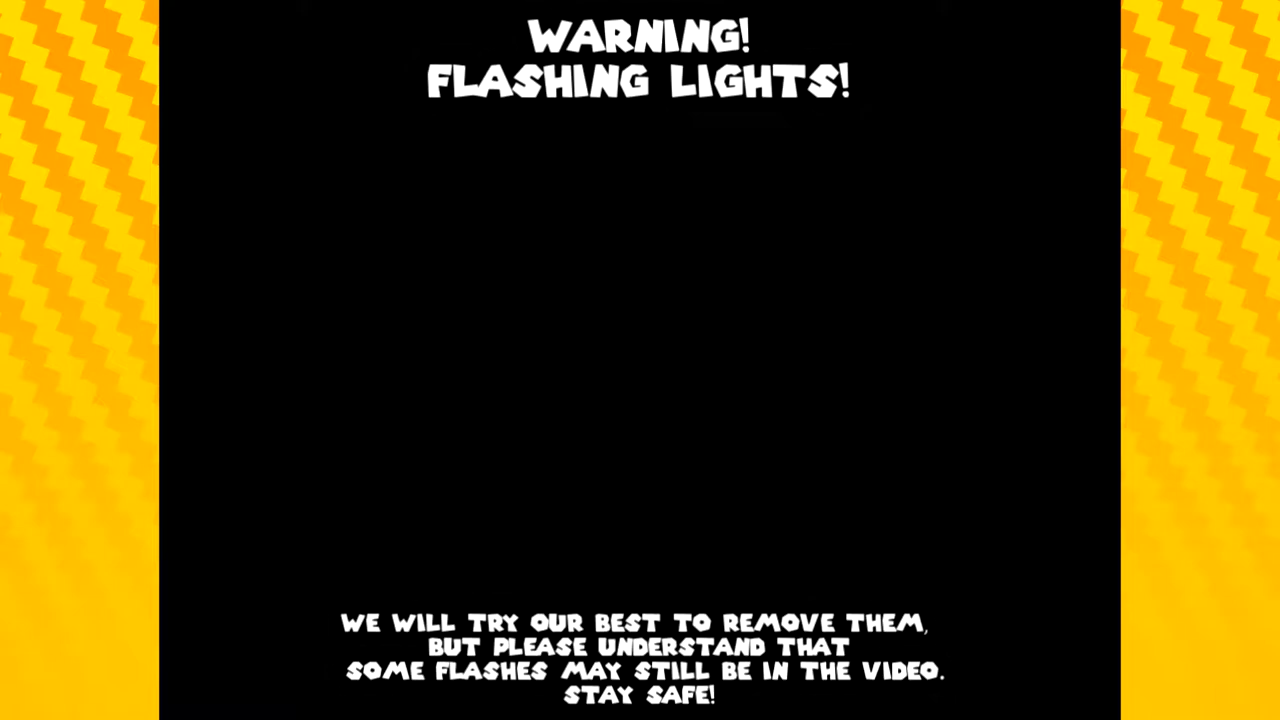 WARNING!
FLASHING LIGHTS!
WE WILL TRY OUR BEST TO REMOVE THEM,
BUT PLEASE UNDERSTAND THAT
SOME FLASHES MAY STILL BE IN THE VIDEO.
STAY SAFE!